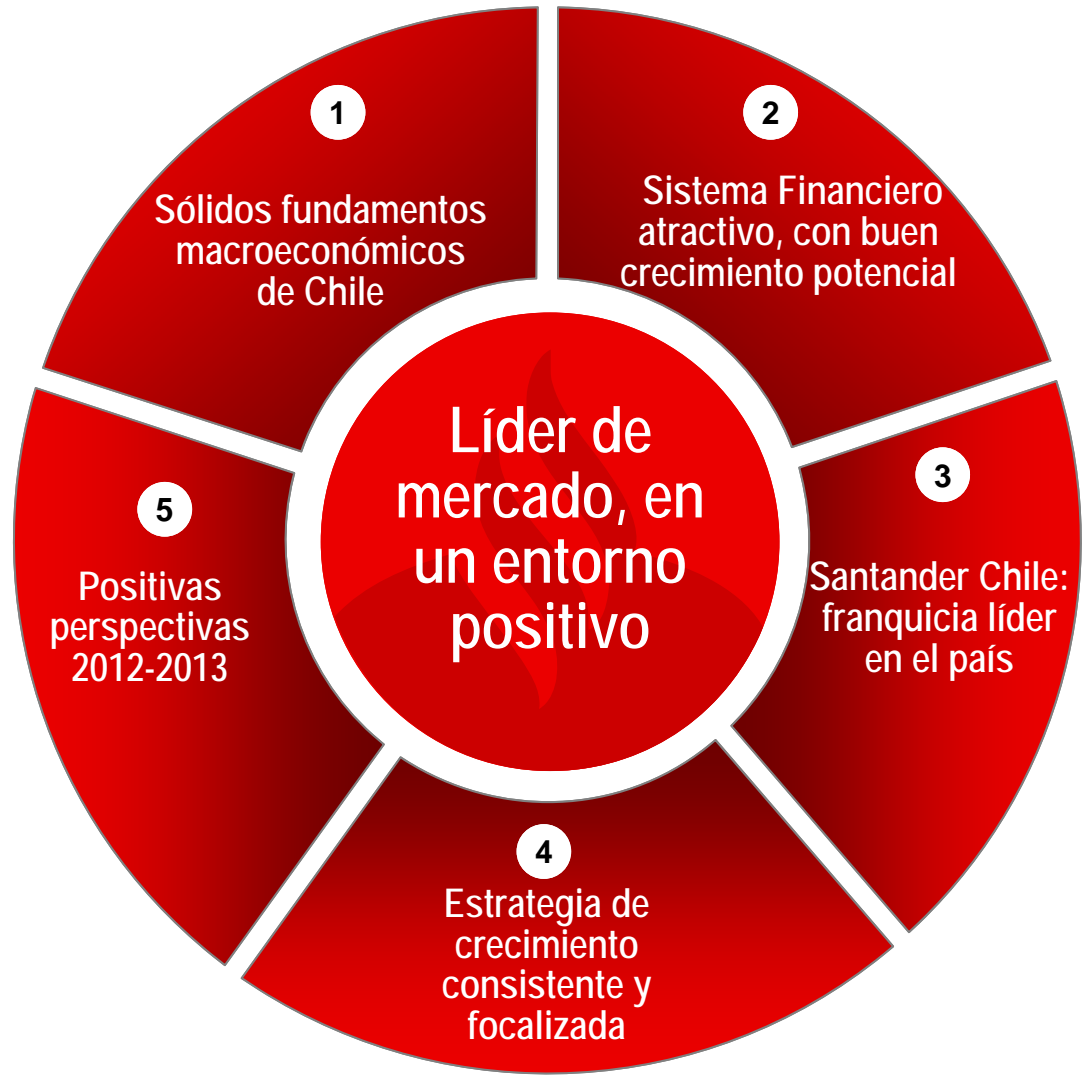 1
Sólidos fundamentos
macroeconómicos
de Chile
2
Sistema Financiero
atractivo, con buen
crecimiento potencial
3
Santander Chile:
franquicia líder
en el país
4
Estrategia de
crecimiento
consistente y
focalizada
5
Positivas
perspectivas
2012-2013
Líder de
mercado, en
un entorno
positivo